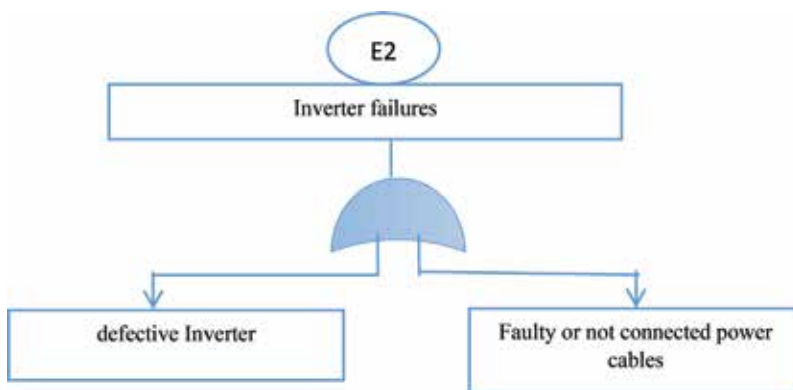 E2
Inverter failures
defective Inverter
Faulty or not connected power
cables